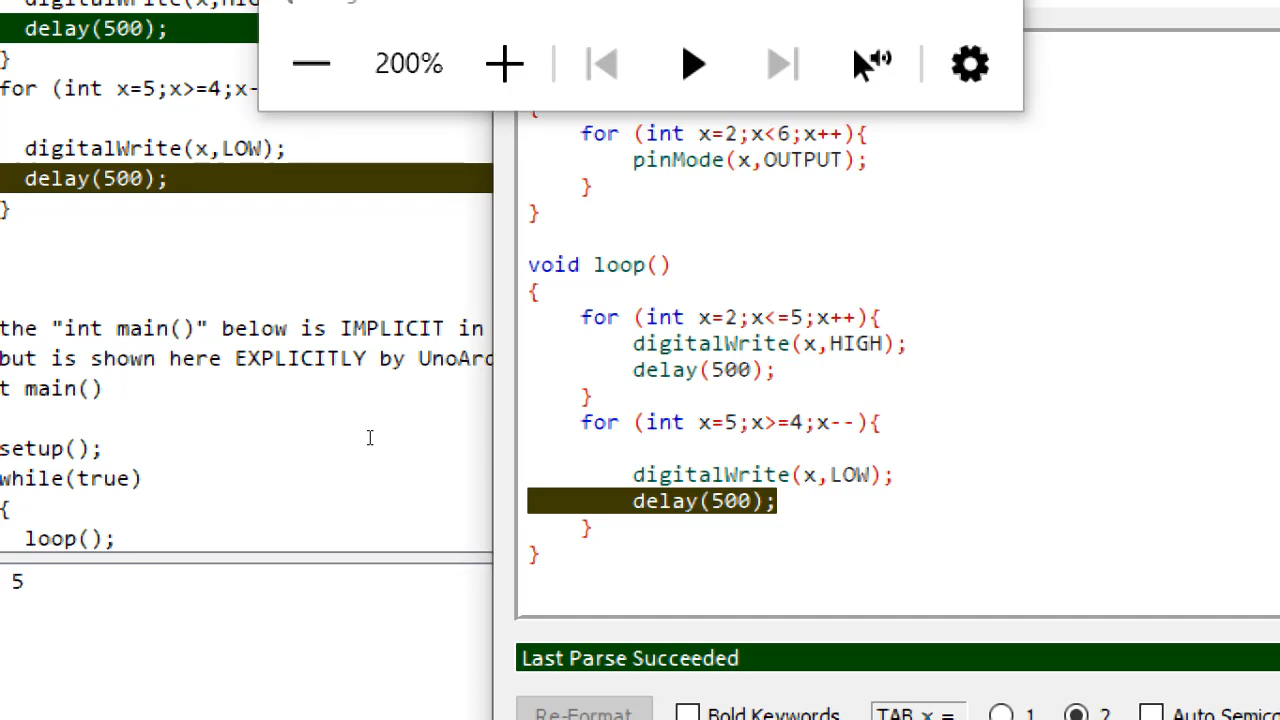 delay(500);
}
for (int x=5;x>=4;x-
digitalWrite(x,LOW);
delay(500);
}
the "int main()" below is IMPLICIT in
but is shown here EXPLICITLY by UnoArd
t main()
setup();
while(true)
{
loop();
5
200%
{
for (int x=2;x<6;x++){
pinMode(x,OUTPUT);
}
}
void loop()
{
for (int x=2;x<=5;x++){
digitalWrite(x,HIGH);
delay(500);
}
for (int x=5;x>=4;x--){
digitalWrite(x,LOW);
delay(500);
}
}
Last Parse Succeeded
Re-Format
Bold Keywords
TAB x =
1
2
Auto Semico